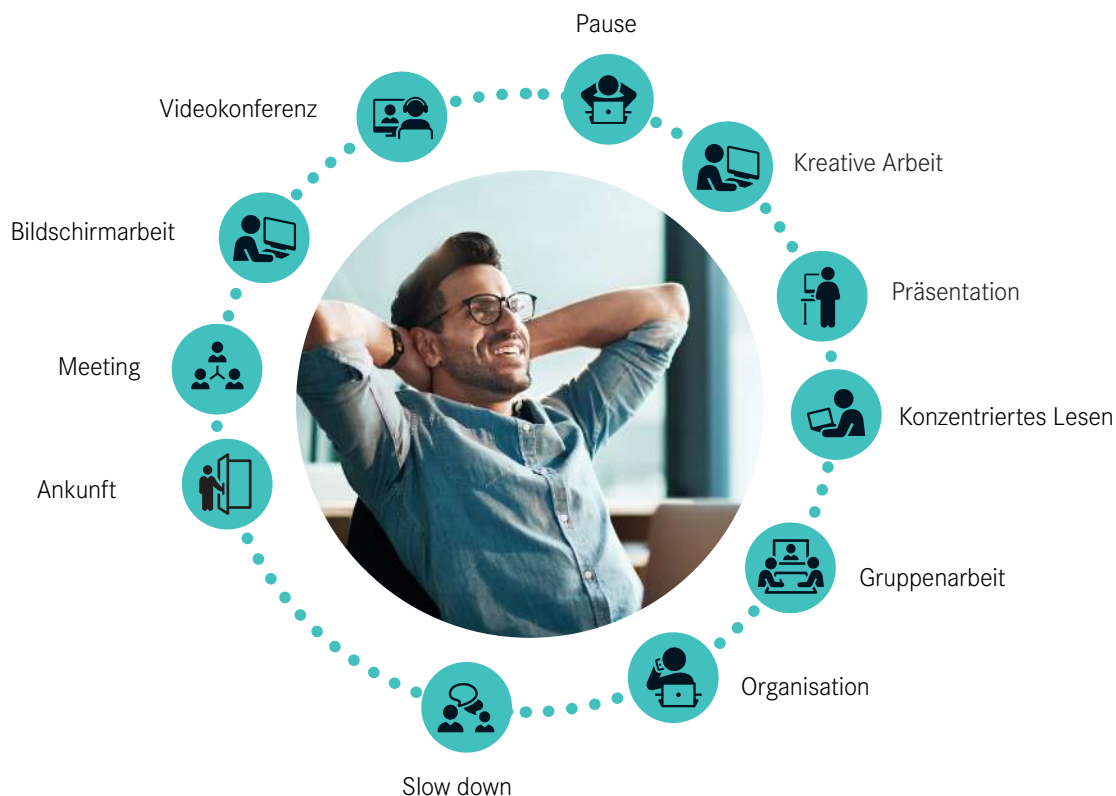 Pause
Videokonferenz
Kreative Arbeit
Bildschirmarbeit
Präsentation
Meeting
Konzentriertes Lesen
Ankunft
Gruppenarbeit
Organisation
Slow down